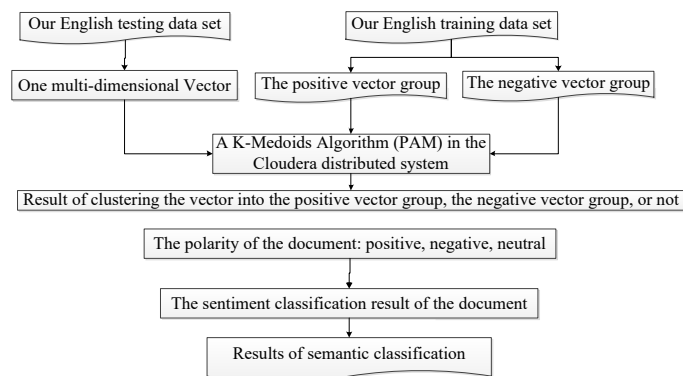 Our English testing data set
Our English training data set
One multi-dimensional Vector
The positive vector group
The negative vector group
A K-Medoids Algorithm (PAM) in the
Cloudera distributed system
Result of clustering the vector into the positive vector group, the negative vector group, or not
The polarity of the document: positive, negative, neutral
The sentiment classification result of the document
Results of semantic classification